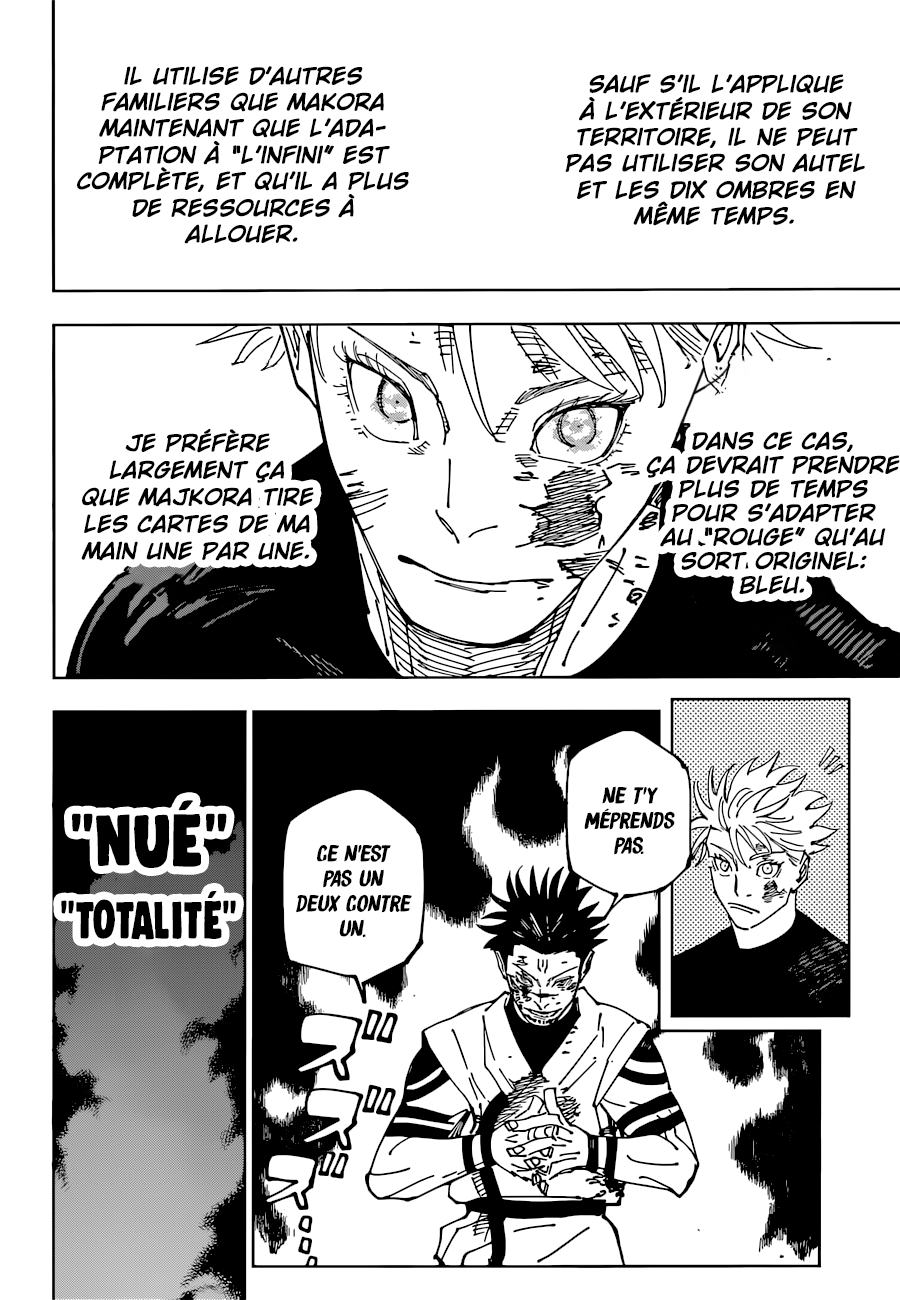 SAUF S'IL L'APPLIQUE
À L'EXTÉRIEUR DE SON
TERRITOIRE, IL NE PEUT
PAS UTILISER SON AUTEL
ET LES DIX OMBRES EN
MÊME TEMPS.
IL UTILISE D'AUTRES
FAMILIERS QUE MAKORA
MAINTENANT QUE L'ADA-
PTATION À "L'INFINI" EST
COMPLÈTE, ET QU'IL A PLUS
DE RESSOURCES À
ALLOUER.
DANS CE CAS,
ÇA DEVRAIT PRENDRE
PLUS DE TEMPS
POUR S'ADAPTER
AU "ROUGE" QU'AU
SORT ORIGINEL:
BLEU.
JE PRÉFÈRE
LARGEMENT ÇA
QUE MAJKORA TIRE
LES CARTES DE MA
MAIN UNE PAR UNE.
NE T'Y
MÉPRENDS
PAS.
CE N'EST
PAS UN
DEUX CONTRE
UN.
ズズズ
"NUÉ"
"TOTALITÉ"